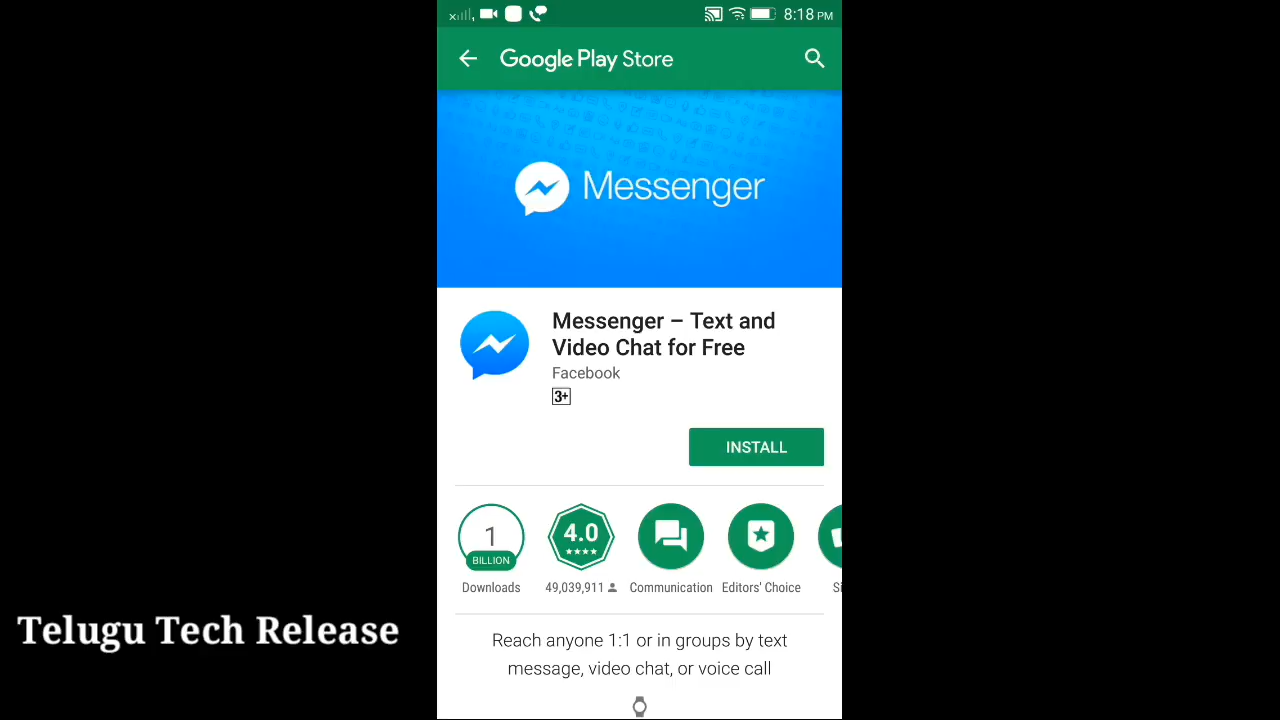 8:18 PM
Google Play Store
Messenger
Messenger – Text and
Video Chat for Free
Facebook
3+
INSTALL
1
BILLION
Downloads
4.0
49,039,911
Communication
Editors' Choice
Si
Reach anyone 1:1 or in groups by text
message, video chat, or voice call
Telugu Tech Release